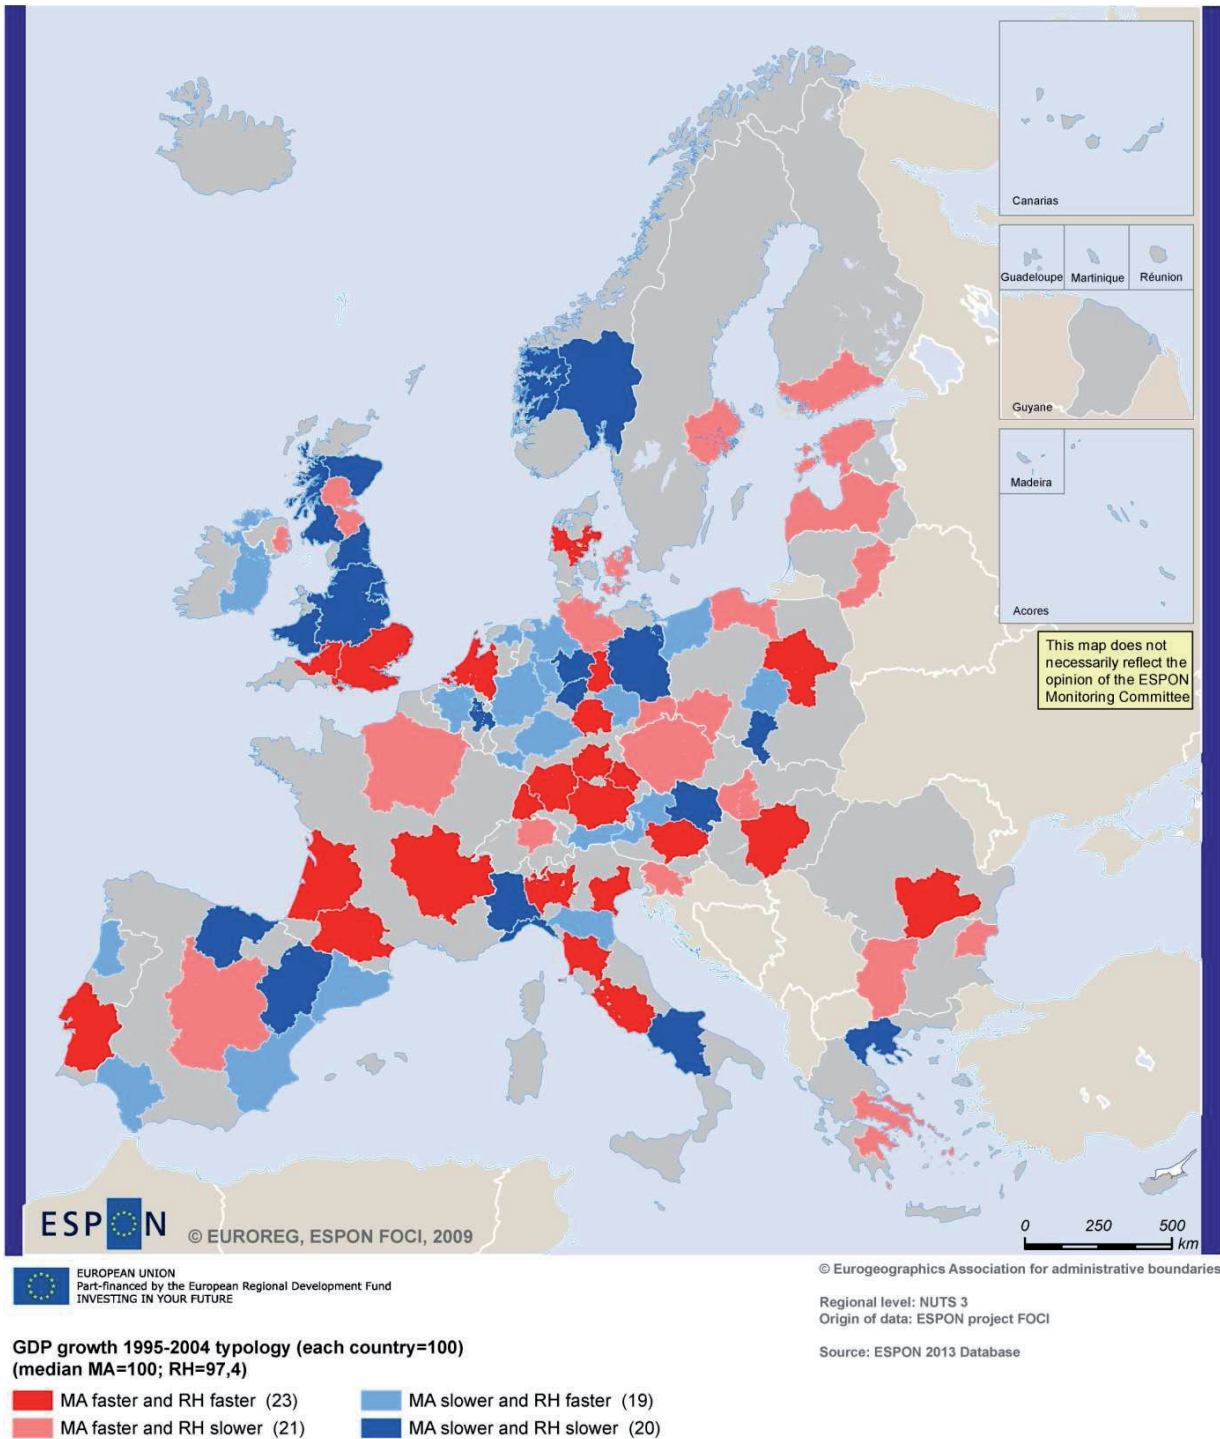 Canarias
Guadeloupe
Martinique
Réunion
Guyane
Madeira
Acores
This map does not
necessarily reflect the
opinion of the ESPON
Monitoring Committee
ESPON
© EUROREG, ESPON FOCI, 2009
0 250 500
km
EUROPEAN UNION
Part-financed by the European Regional Development Fund
INVESTING IN YOUR FUTURE
© Eurogeographics Association for administrative boundaries
Regional level: NUTS 3
Origin of data: ESPON project FOCI
Source: ESPON 2013 Database
GDP growth 1995-2004 typology (each country=100)
(median MA=100; RH=97,4)
MA faster and RH faster (23)
MA faster and RH slower (21)
MA slower and RH faster (19)
MA slower and RH slower (20)